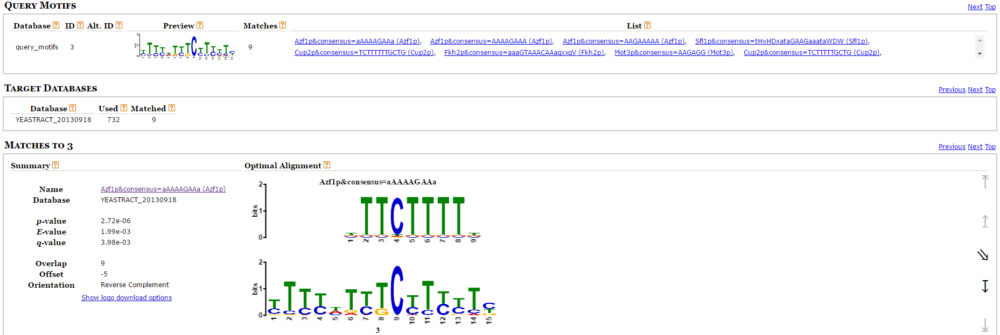 QUERY MOTIFS
Next Top
Database ? ID ? Alt. ID ? Preview ? Matches ? List ?
query_motifs 3 9
Azf1p&consensus=aAAAAGAAa (Azf1p), Azf1p&consensus=AAAAGAAA (Azf1p), Azf1p&consensus=AAGAAAAA (Azf1p), Sfl1p&consensus=tHxHDxataGAAGaaataWDW (Sfl1p),
Cup2p&consensus=TCTTTTTTGCTG (Cup2p), Fkh2p&consensus=aaaGTAAACAAagxxgV (Fkh2p), Mot3p&consensus=AAGAGG (Mot3p), Cup2p&consensus=TCTTTTTGCTG (Cup2p),
TARGET DATABASES
Previous Next Top
Database ? Used ? Matched ?
YEASTRACT_20130918 732 9
MATCHES TO 3
Previous Next Top
Summary ?
Name Azf1p&consensus=aAAAAGAAa (Azf1p)
Database YEASTRACT_20130918
p-value 2.72e-06
E-value 1.99e-03
q-value 3.98e-03
Overlap 9
Offset -5
Orientation Reverse Complement
Show logo download options
Optimal Alignment ?
Azf1p&consensus=aAAAAGAAa
2
bits
1
0
TTCTTTT
1 2 3 4 5 6 7 8 9
2
bits
1
0
1 2 3 4 5 6 7 8 9 10 11 12 13 14 15
3